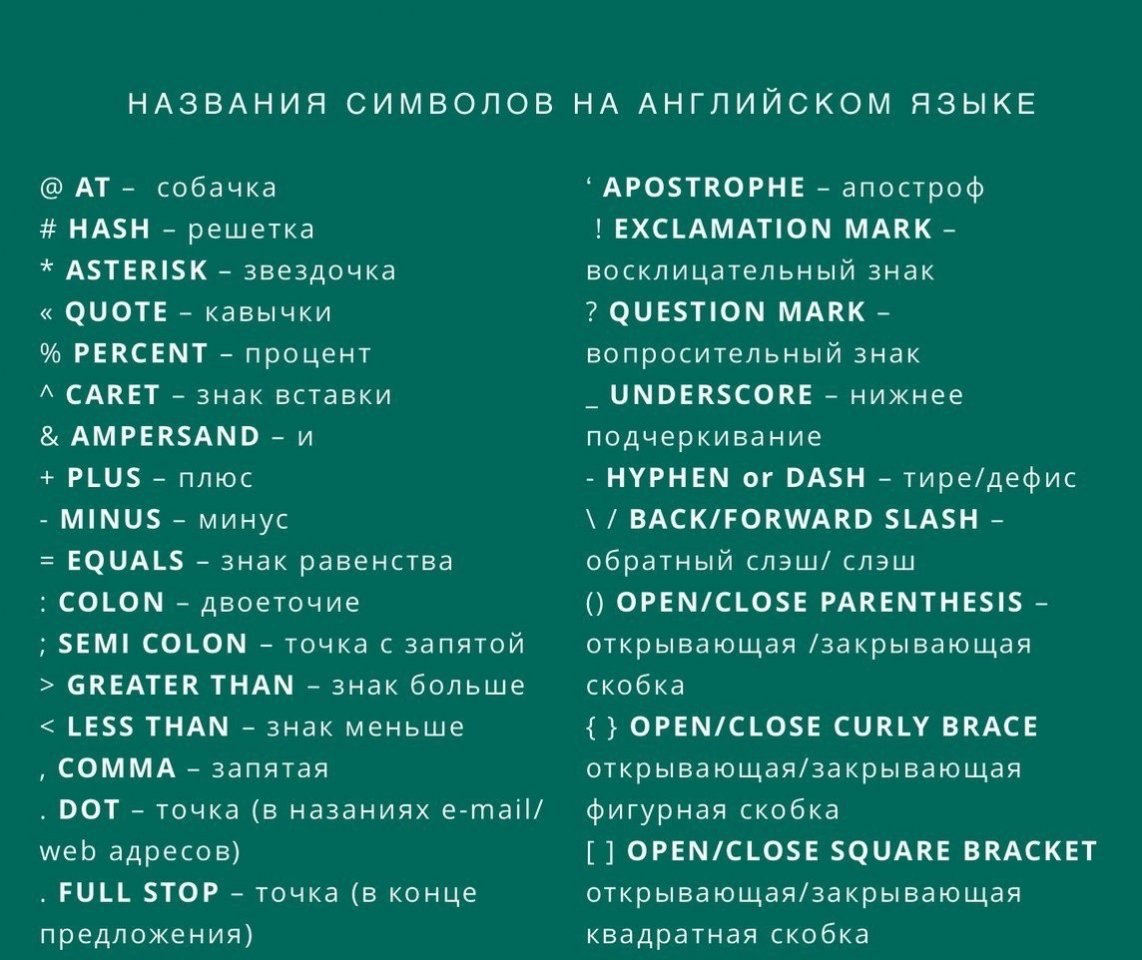 НАЗВАНИЯ СИМВОЛОВ НА АНГЛИЙСКОМ ЯЗЫКЕ
@ AT – собачка
# HASH – решетка
* ASTERISK – звездочка
« QUOTE – кавычки
% PERCENT – процент
^ CARET – знак вставки
& AMPERSAND – и
+ PLUS – плюс
- MINUS – минус
= EQUALS – знак равенства
: COLON – двоеточие
; SEMI COLON – точка с запятой
> GREATER THAN – знак больше
< LESS THAN – знак меньше
, COMMA – запятая
. DOT – точка (в назаниях e-mail/
web адресов)
. FULL STOP – точка (в конце
предложения)
‘ APOSTROPHE – апостроф
! EXCLAMATION MARK –
восклицательный знак
? QUESTION MARK –
вопросительный знак
_ UNDERSCORE – нижнее
подчеркивание
- HYPHEN or DASH – тире/дефис
\ / BACK/FORWARD SLASH –
обратный слэш/ слэш
() OPEN/CLOSE PARENTHESIS –
открывающая /закрывающая
скобка
{ } OPEN/CLOSE CURLY BRACE
открывающая/закрывающая
фигурная скобка
[ ] OPEN/CLOSE SQUARE BRACKET
открывающая/закрывающая
квадратная скобка